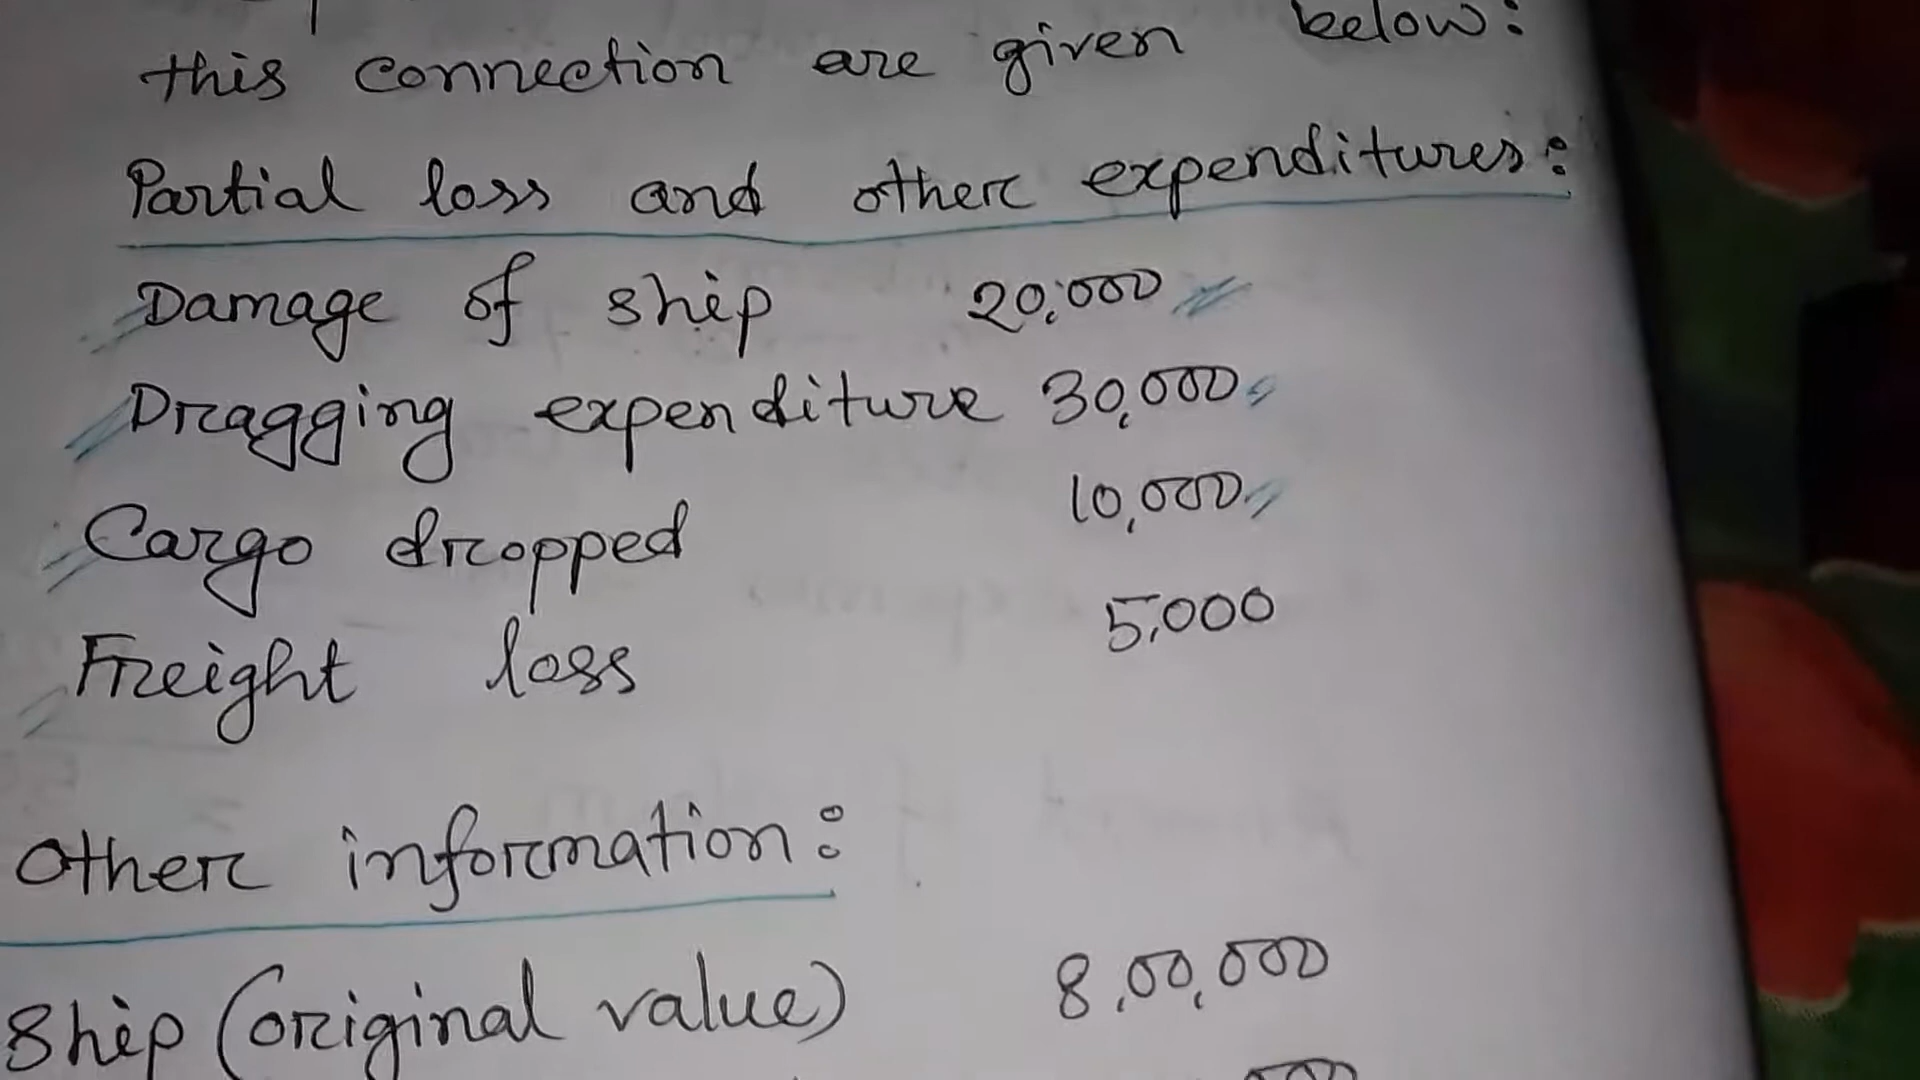 this connection are given below:
Partial loss and other expenditures:
Damage of ship 20,000
Dragging expenditure 30,000
Cargo dropped 10,000
Freight loss 5,000
Other information:
Ship (original value) 8,00,000